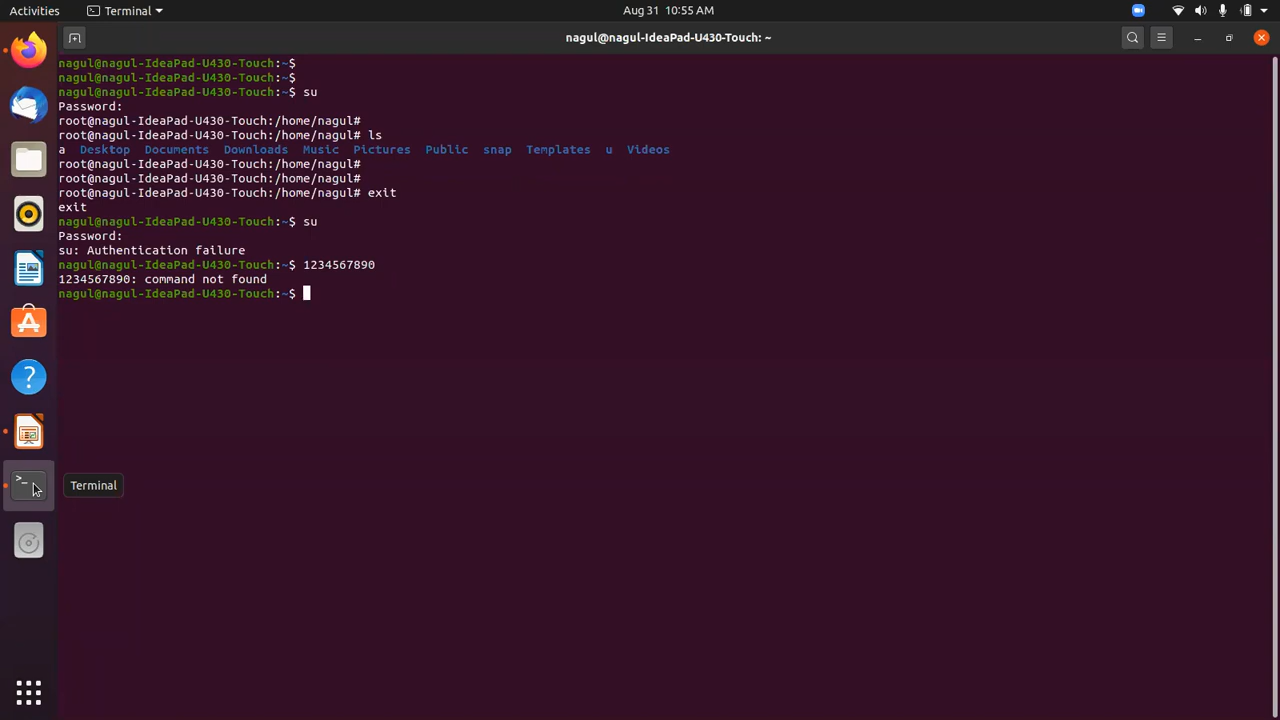 Activities
Terminal
Aug 31 10:55 AM
nagul@nagul-IdeaPad-U430-Touch: ~
nagul@nagul-IdeaPad-U430-Touch:~$
nagul@nagul-IdeaPad-U430-Touch:~$
nagul@nagul-IdeaPad-U430-Touch:~$ su
Password:
root@nagul-IdeaPad-U430-Touch:/home/nagul#
root@nagul-IdeaPad-U430-Touch:/home/nagul# ls
a Desktop Documents Downloads Music Pictures Public snap Templates u Videos
root@nagul-IdeaPad-U430-Touch:/home/nagul#
root@nagul-IdeaPad-U430-Touch:/home/nagul#
root@nagul-IdeaPad-U430-Touch:/home/nagul# exit
exit
nagul@nagul-IdeaPad-U430-Touch:~$ su
Password:
su: Authentication failure
nagul@nagul-IdeaPad-U430-Touch:~$ 1234567890
1234567890: command not found
nagul@nagul-IdeaPad-U430-Touch:~$
Terminal